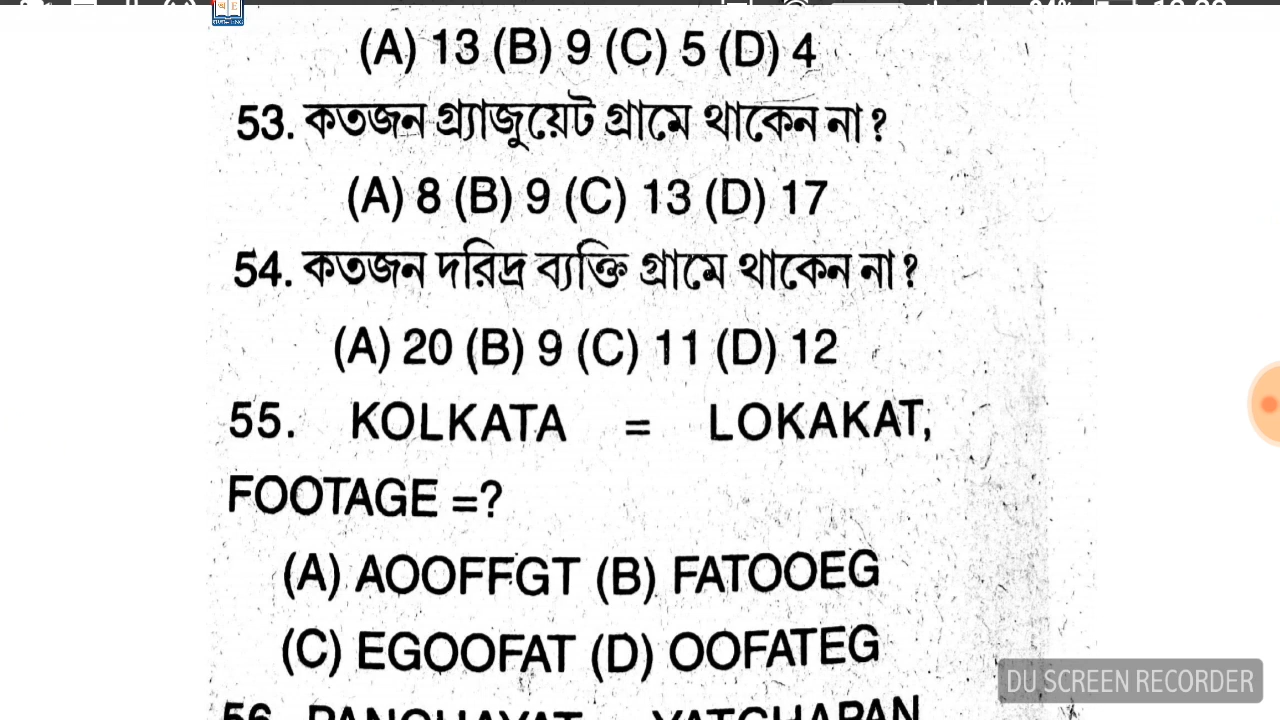 (A) 13 (B) 9 (C) 5 (D) 4
53. কতজন গ্র্যাজুয়েট গ্রামে থাকেন না?
(A) 8 (B) 9 (C) 13 (D) 17
54. কতজন দরিদ্র ব্যক্তি গ্রামে থাকেন না?
(A) 20 (B) 9 (C) 11 (D) 12
55. KOLKATA = LOKAKAT,
FOOTAGE =?
(A) AOOFFGT (B) FATOOEG
(C) EGOOFAT (D) OOFATEG
DU SCREEN RECORDER